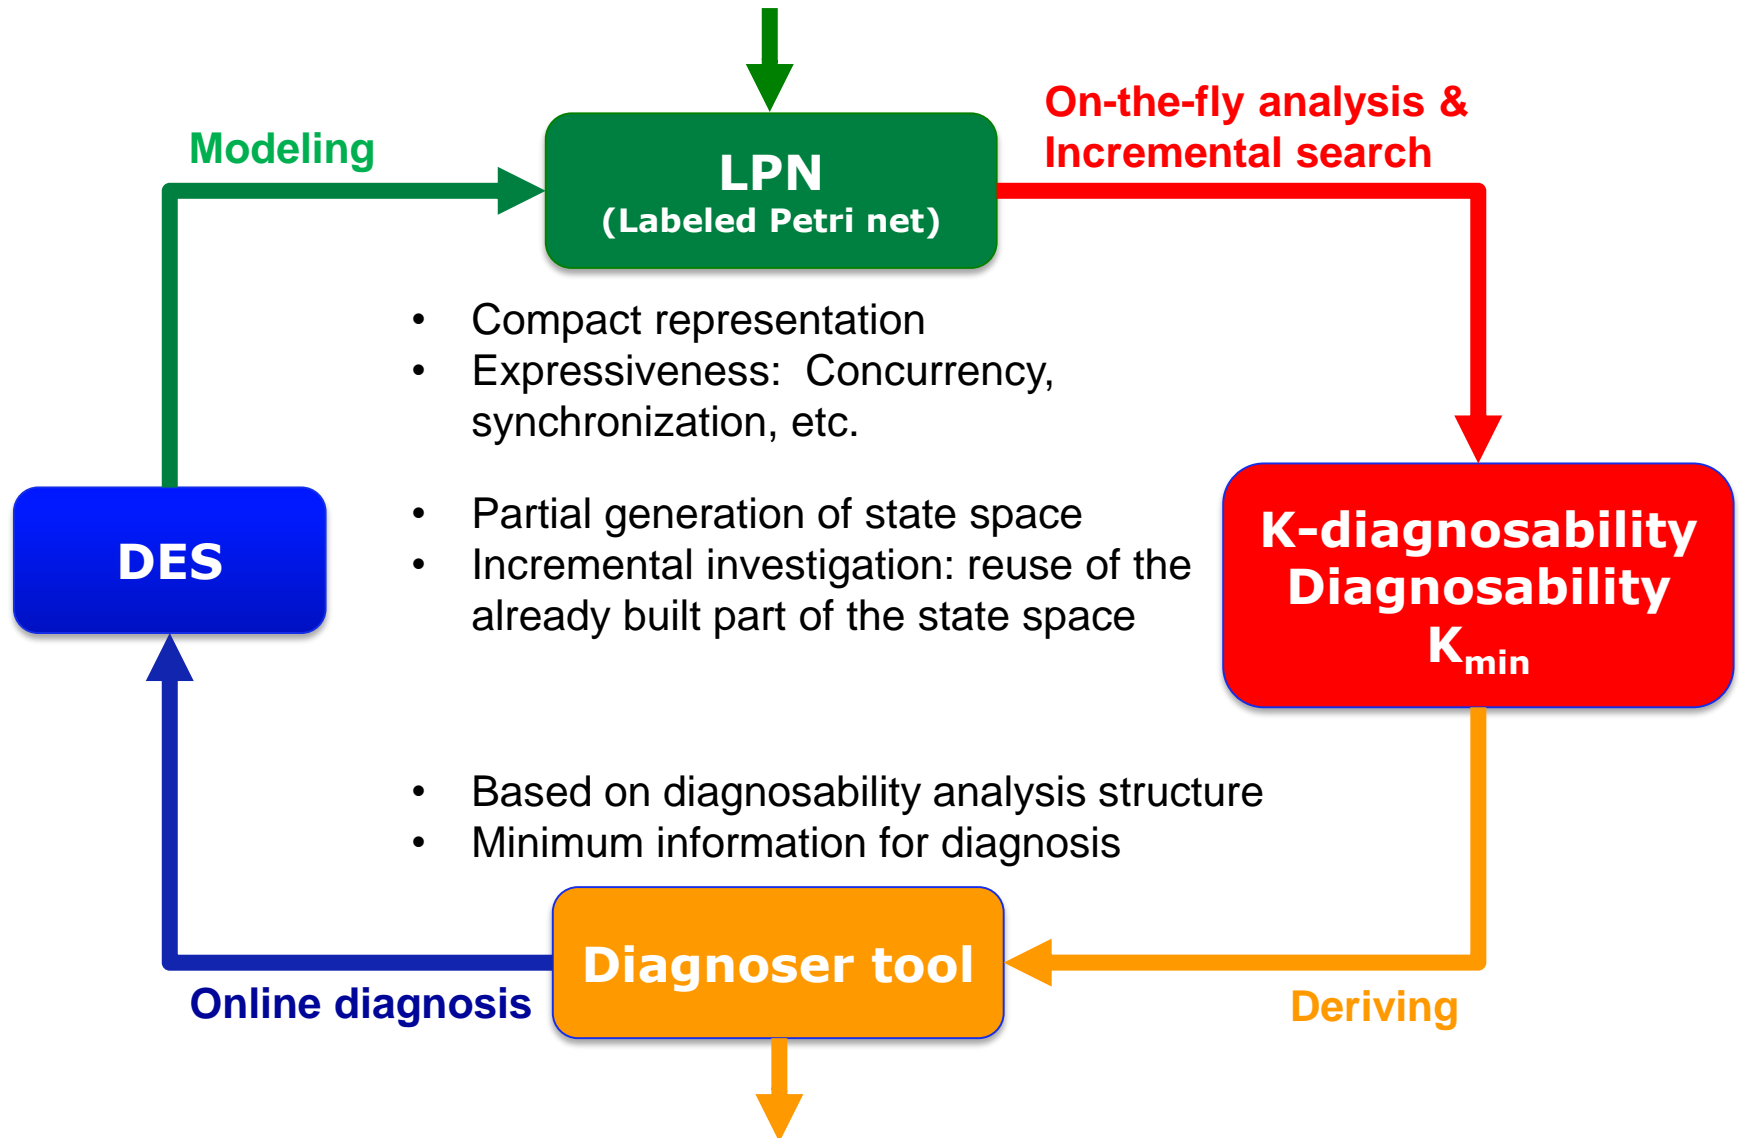 On-the-fly analysis &
Incremental search
Modeling
LPN
(Labeled Petri net)
• Compact representation
• Expressiveness: Concurrency,
synchronization, etc.
• Partial generation of state space
• Incremental investigation: reuse of the
already built part of the state space
DES
K-diagnosability
Diagnosability
Kmin
• Based on diagnosability analysis structure
• Minimum information for diagnosis
Diagnoser tool
Online diagnosis
Deriving